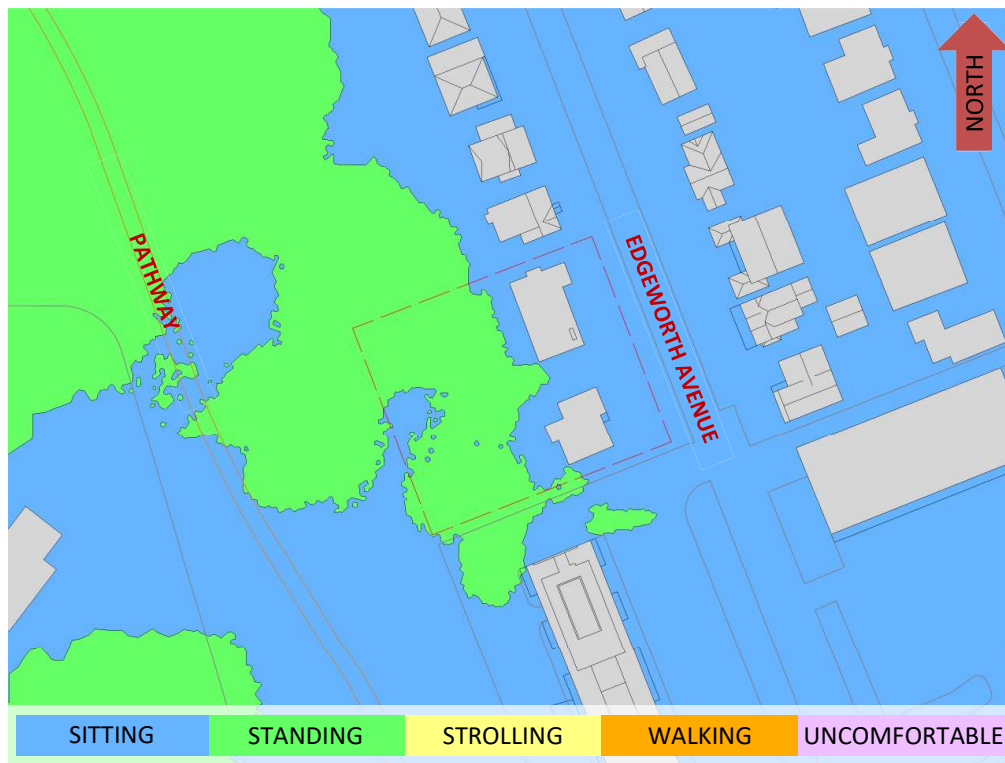 NORTH
PATHWAY
EDGEWORTH AVENUE
SITTING
STANDING
STROLLING
WALKING
UNCOMFORTABLE